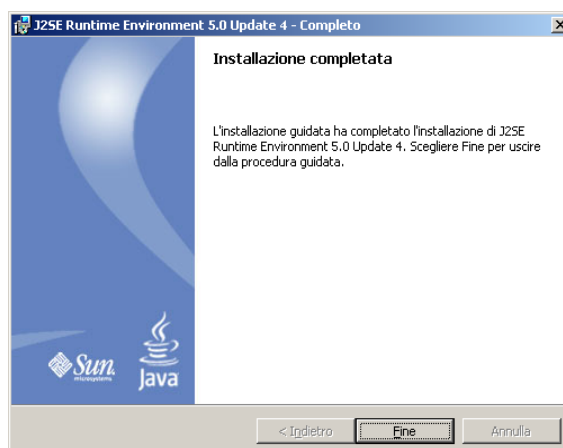 J2SE Runtime Environment 5.0 Update 4 - Completo
Installazione completata
L'installazione guidata ha completato l'installazione di J2SE
Runtime Environment 5.0 Update 4. Scegliere Fine per uscire
dalla procedura guidata.
Sun
microsystems
Java
< Indietro
Fine
Annulla